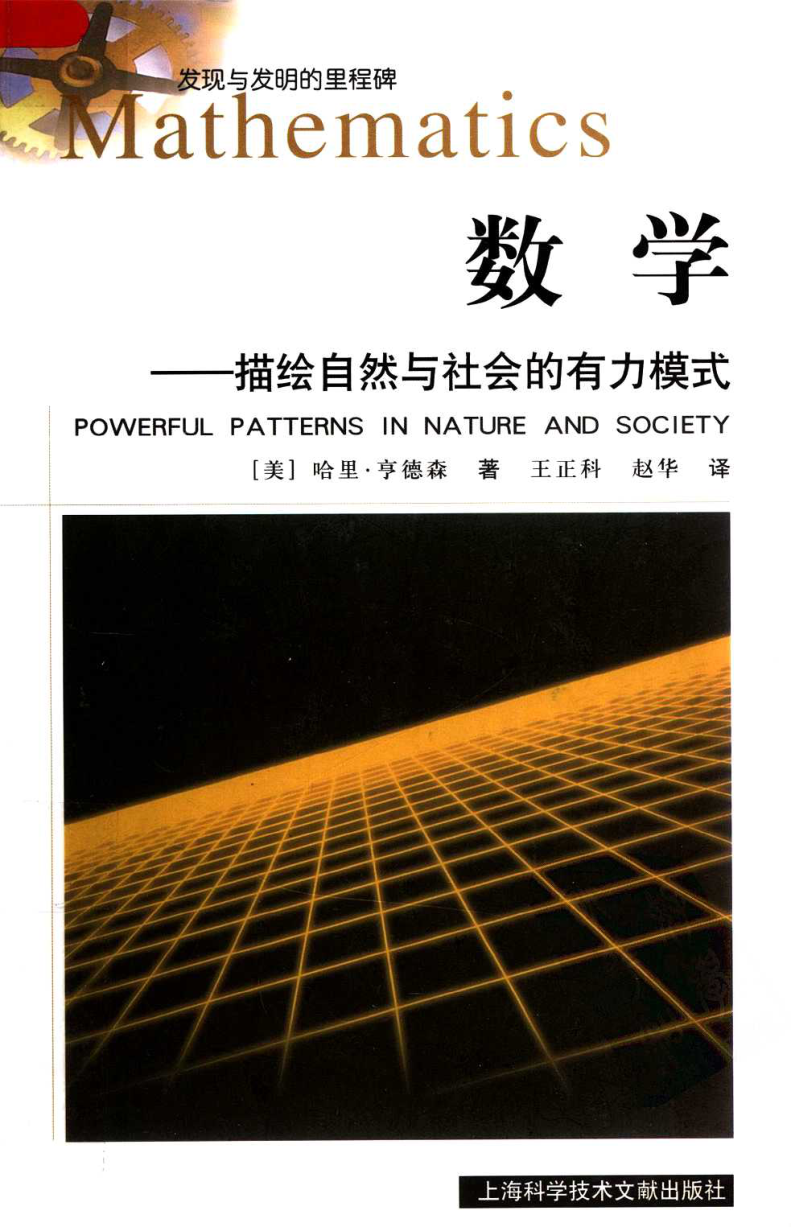 发现与发明的里程碑
Mathematics
数 学
——描绘自然与社会的有力模式
POWERFUL PATTERNS IN NATURE AND SOCIETY
[美] 哈里·亨德森 著 王正科 赵华 译
上海科学技术文献出版社